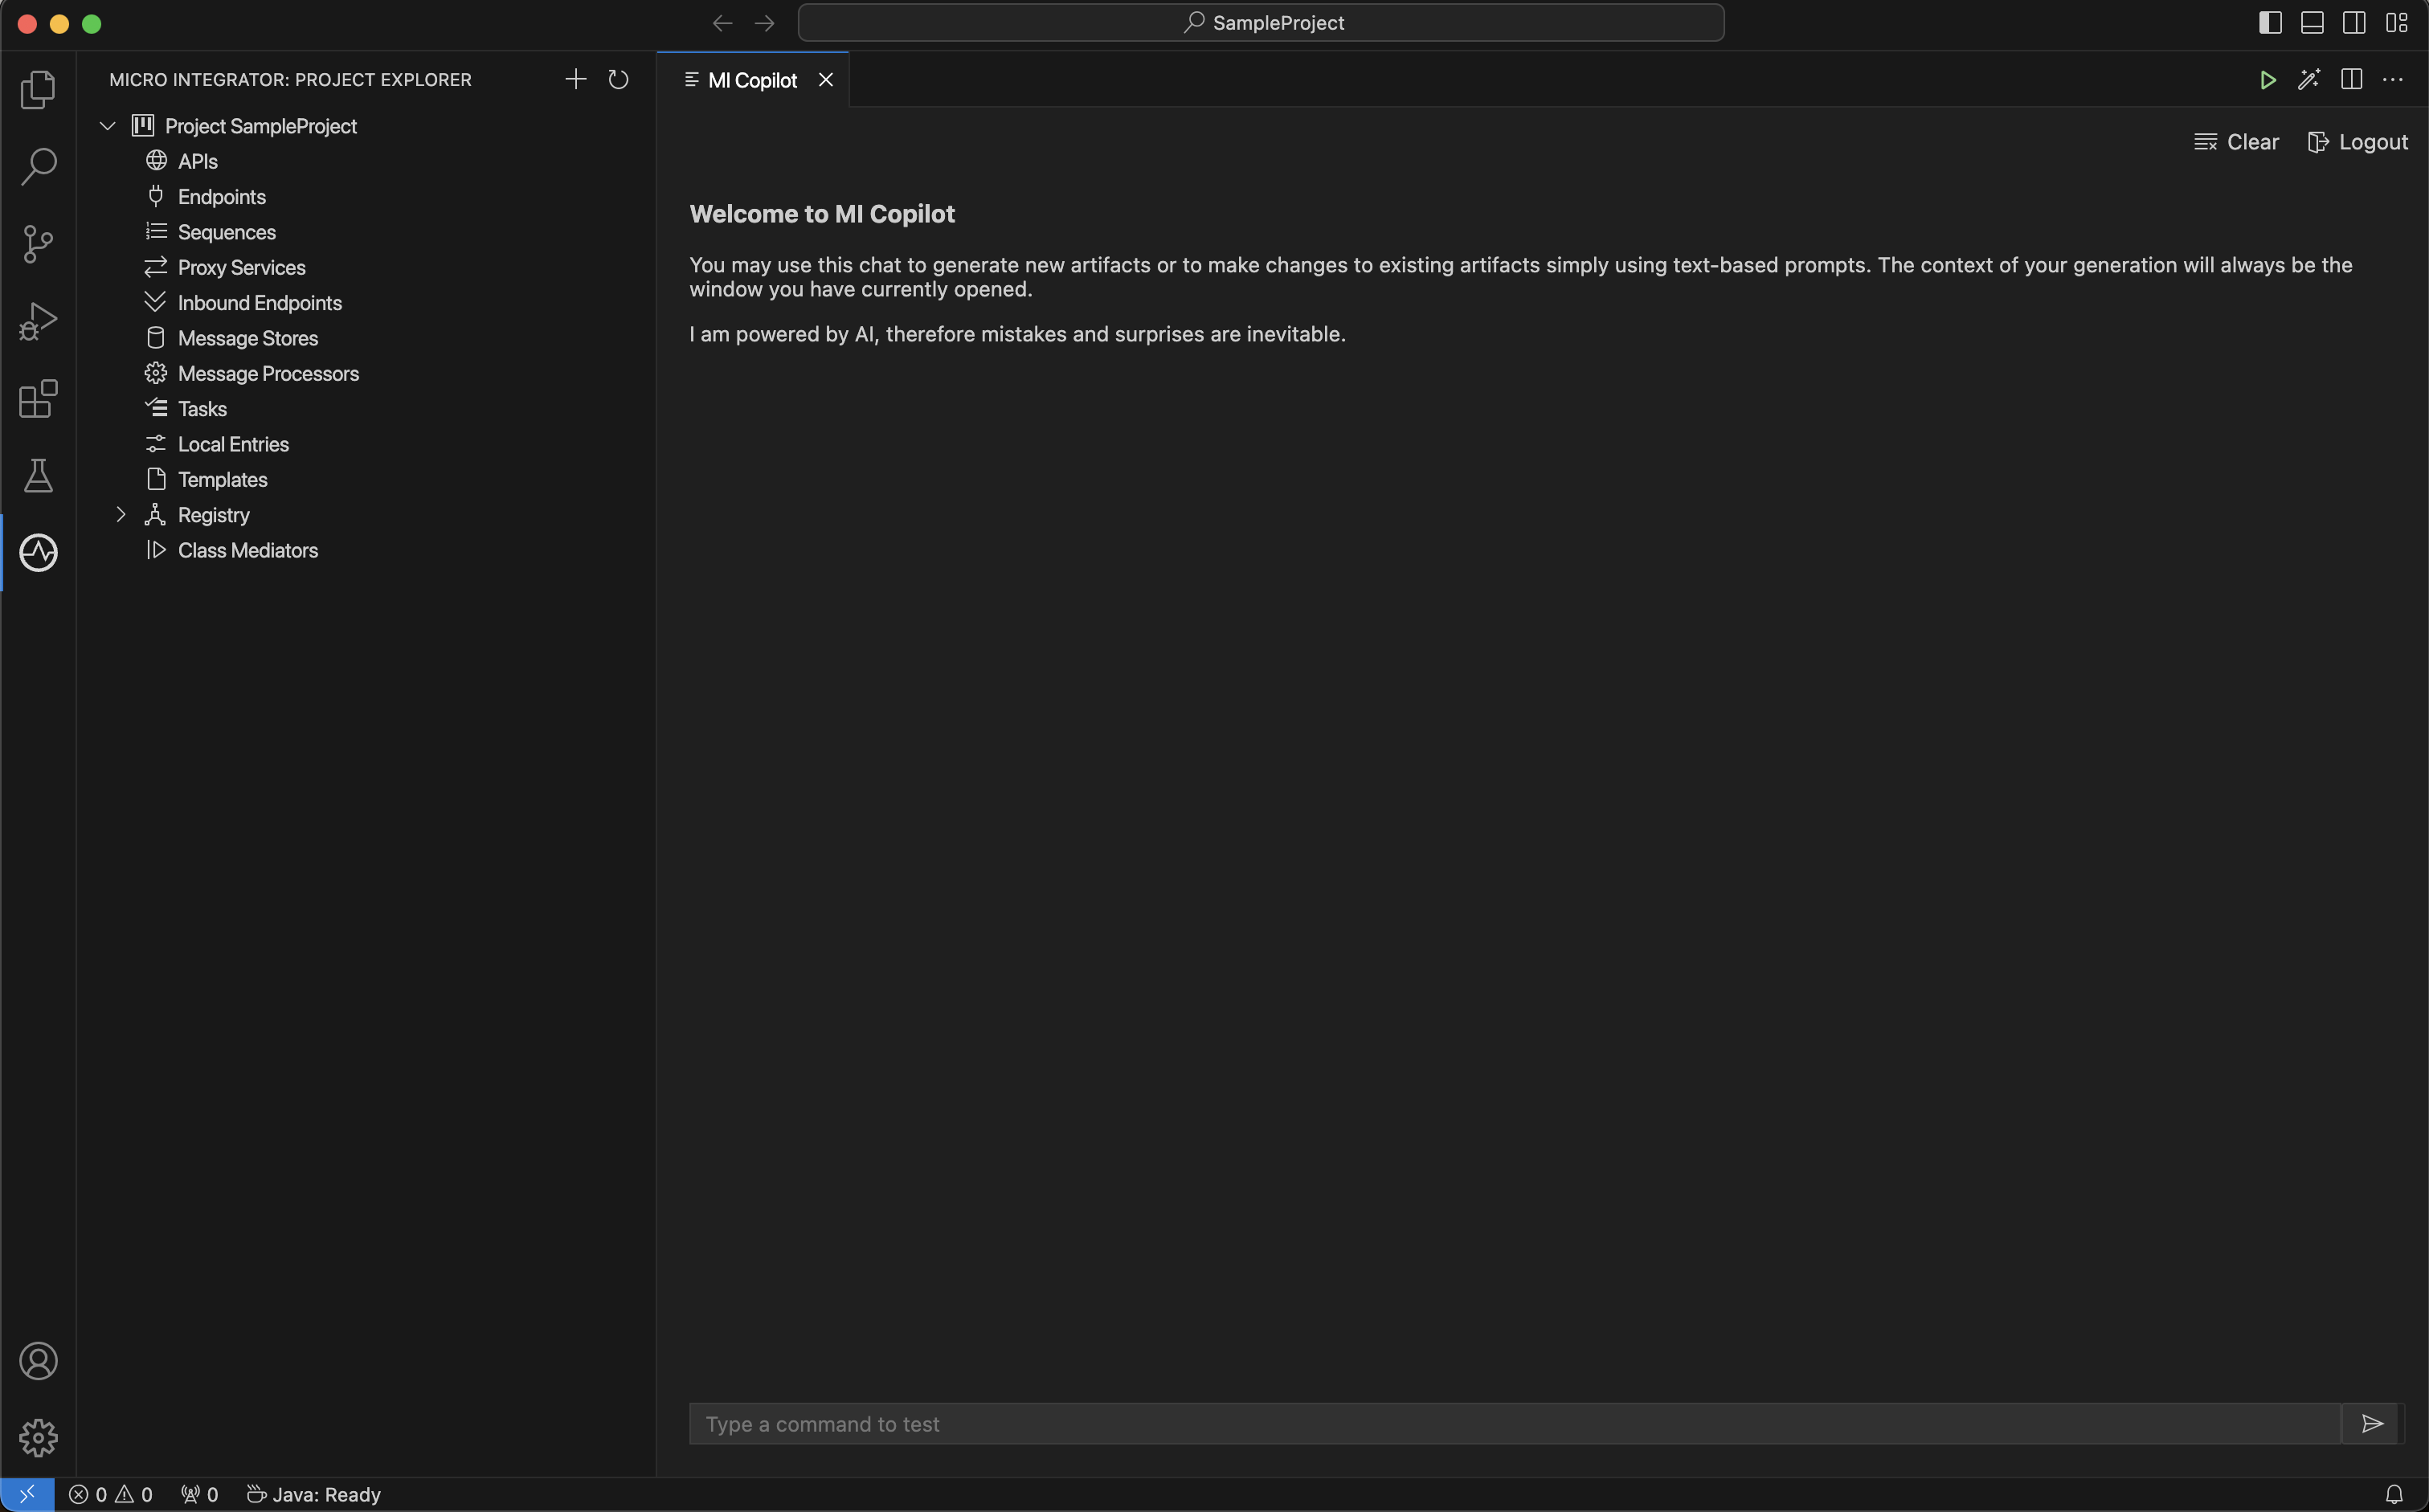 SampleProject
MICRO INTEGRATOR: PROJECT EXPLORER
MI Copilot
Project SampleProject
APIs
Endpoints
Sequences
Proxy Services
Inbound Endpoints
Message Stores
Message Processors
Tasks
Local Entries
Templates
Registry
Class Mediators
Clear
Logout
Welcome to MI Copilot
You may use this chat to generate new artifacts or to make changes to existing artifacts simply using text-based prompts. The context of your generation will always be the
window you have currently opened.
I am powered by AI, therefore mistakes and surprises are inevitable.
Type a command to test
0 0 0 Java: Ready